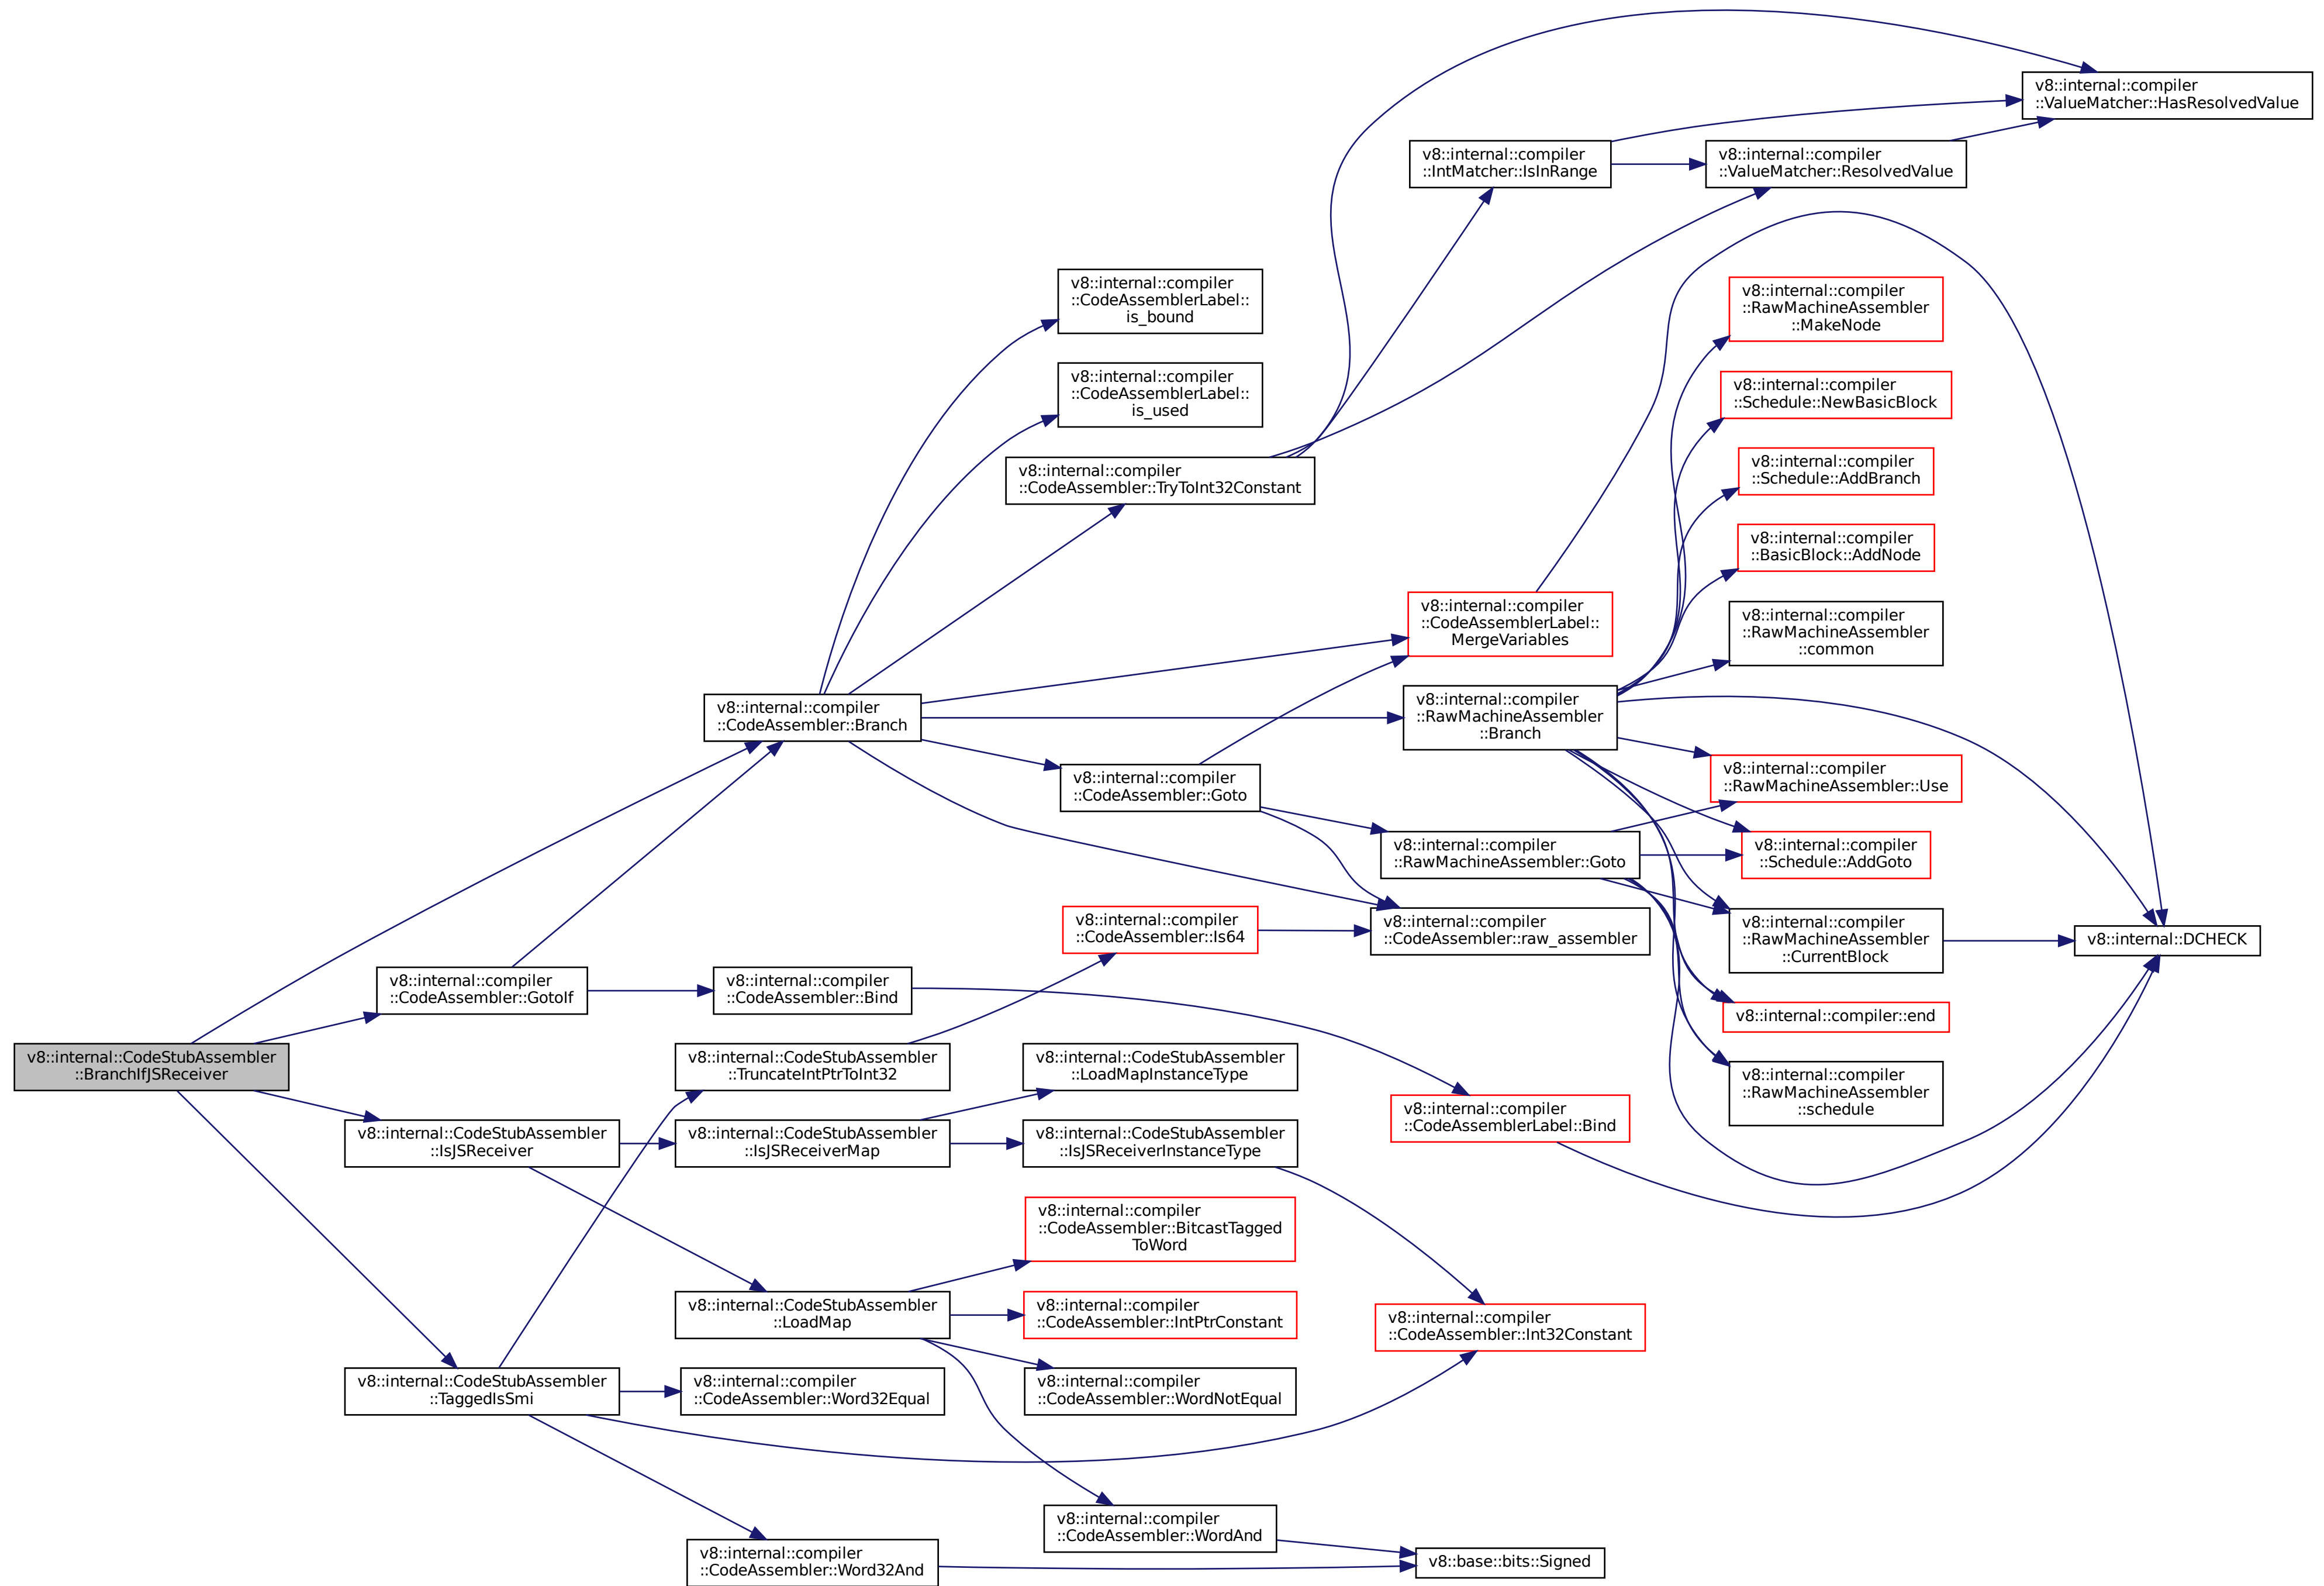 v8::internal::compiler
::ValueMatcher::HasResolvedValue
v8::internal::compiler
::IntMatcher::IsInRange
v8::internal::compiler
::ValueMatcher::ResolvedValue
v8::internal::compiler
::CodeAssemblerLabel::
is_bound
v8::internal::compiler
::RawMachineAssembler
::MakeNode
v8::internal::compiler
::CodeAssemblerLabel::
is_used
v8::internal::compiler
::Schedule::NewBasicBlock
v8::internal::compiler
::CodeAssembler::TryToInt32Constant
v8::internal::compiler
::Schedule::AddBranch
v8::internal::compiler
::BasicBlock::AddNode
v8::internal::compiler
::CodeAssemblerLabel::
MergeVariables
v8::internal::compiler
::RawMachineAssembler
::common
v8::internal::compiler
::CodeAssembler::Branch
v8::internal::compiler
::RawMachineAssembler
::Branch
v8::internal::compiler
::CodeAssembler::Goto
v8::internal::compiler
::RawMachineAssembler::Use
v8::internal::compiler
::RawMachineAssembler::Goto
v8::internal::compiler
::Schedule::AddGoto
v8::internal::compiler
::CodeAssembler::Is64
v8::internal::compiler
::CodeAssembler::raw_assembler
v8::internal::compiler
::RawMachineAssembler
::CurrentBlock
v8::internal::DCHECK
v8::internal::compiler
::CodeAssembler::GotoIf
v8::internal::compiler
::CodeAssembler::Bind
v8::internal::compiler::end
v8::internal::CodeStubAssembler
::BranchIfJSReceiver
v8::internal::CodeStubAssembler
::TruncateIntPtrToInt32
v8::internal::CodeStubAssembler
::LoadMapInstanceType
v8::internal::compiler
::RawMachineAssembler
::schedule
v8::internal::compiler
::CodeAssemblerLabel::Bind
v8::internal::CodeStubAssembler
::IsJSReceiver
v8::internal::CodeStubAssembler
::IsJSReceiverMap
v8::internal::CodeStubAssembler
::IsJSReceiverInstanceType
v8::internal::compiler
::CodeAssembler::BitcastTagged
ToWord
v8::internal::CodeStubAssembler
::LoadMap
v8::internal::compiler
::CodeAssembler::IntPtrConstant
v8::internal::compiler
::CodeAssembler::Int32Constant
v8::internal::CodeStubAssembler
::TaggedIsSmi
v8::internal::compiler
::CodeAssembler::Word32Equal
v8::internal::compiler
::CodeAssembler::WordNotEqual
v8::internal::compiler
::CodeAssembler::WordAnd
v8::internal::compiler
::CodeAssembler::Word32And
v8::base::bits::Signed